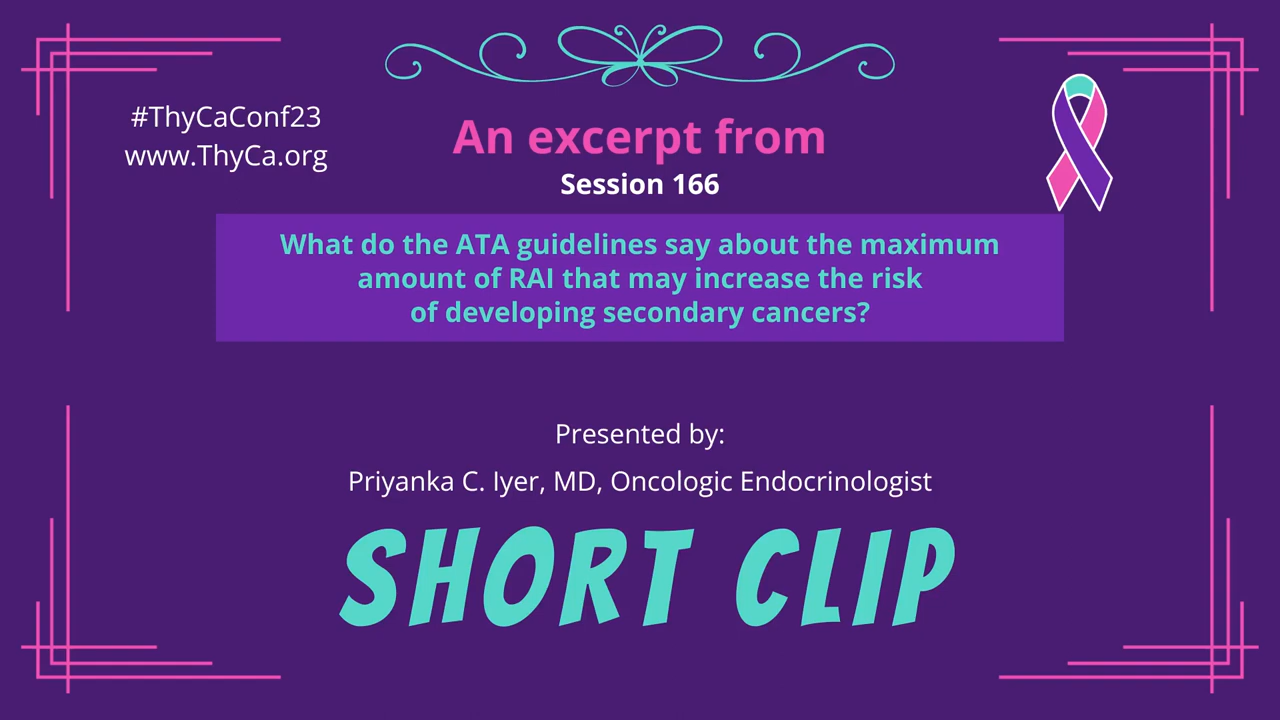 #ThyCaConf23
www.ThyCa.org
An excerpt from
Session 166
What do the ATA guidelines say about the maximum
amount of RAI that may increase the risk
of developing secondary cancers?
Presented by:
Priyanka C. Iyer, MD, Oncologic Endocrinologist
SHORT CLIP